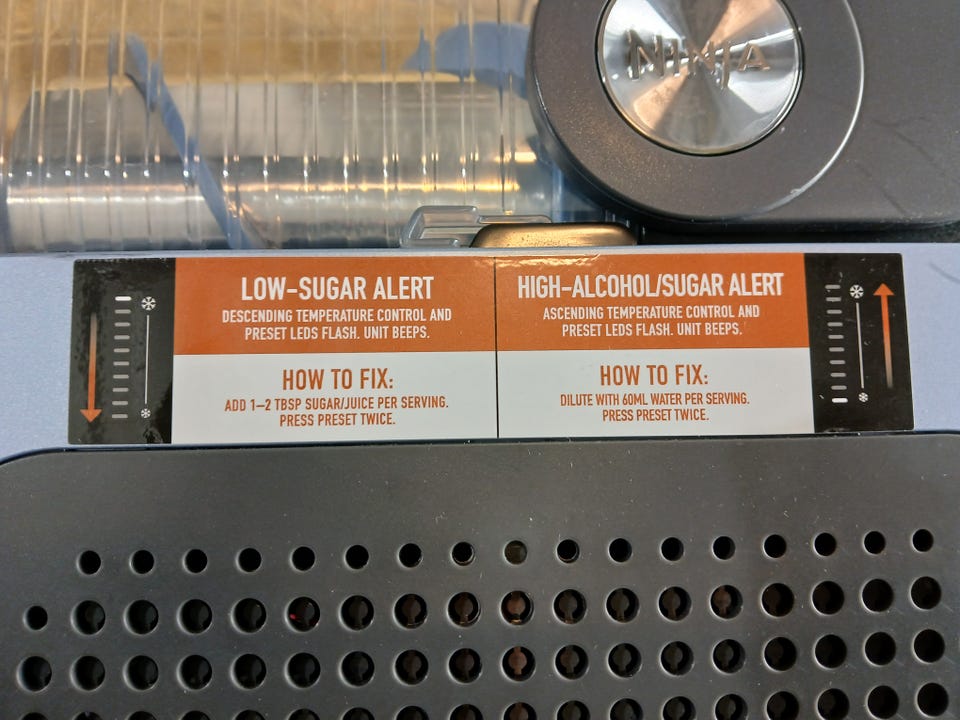 NINJA
LOW-SUGAR ALERT
DESCENDING TEMPERATURE CONTROL AND
PRESET LEDS FLASH. UNIT BEEPS.
HOW TO FIX:
ADD 1–2 TBSP SUGAR/JUICE PER SERVING.
PRESS PRESET TWICE.
HIGH-ALCOHOL/SUGAR ALERT
ASCENDING TEMPERATURE CONTROL AND
PRESET LEDS FLASH. UNIT BEEPS.
HOW TO FIX:
DILUTE WITH 60ML WATER PER SERVING.
PRESS PRESET TWICE.